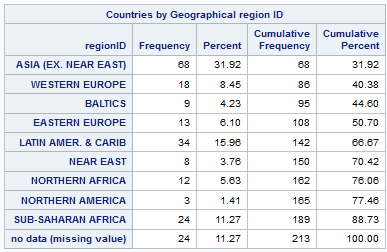 Countries by Geographical region ID
regionID Frequency Percent Cumulative Frequency Cumulative Percent
ASIA (EX. NEAR EAST) 68 31.92 68 31.92
WESTERN EUROPE 18 8.45 86 40.38
BALTICS 9 4.23 95 44.60
EASTERN EUROPE 13 6.10 108 50.70
LATIN AMER. & CARIB 34 15.96 142 66.67
NEAR EAST 8 3.76 150 70.42
NORTHERN AFRICA 12 5.63 162 76.06
NORTHERN AMERICA 3 1.41 165 77.46
SUB-SAHARAN AFRICA 24 11.27 189 88.73
no data (missing value) 24 11.27 213 100.00